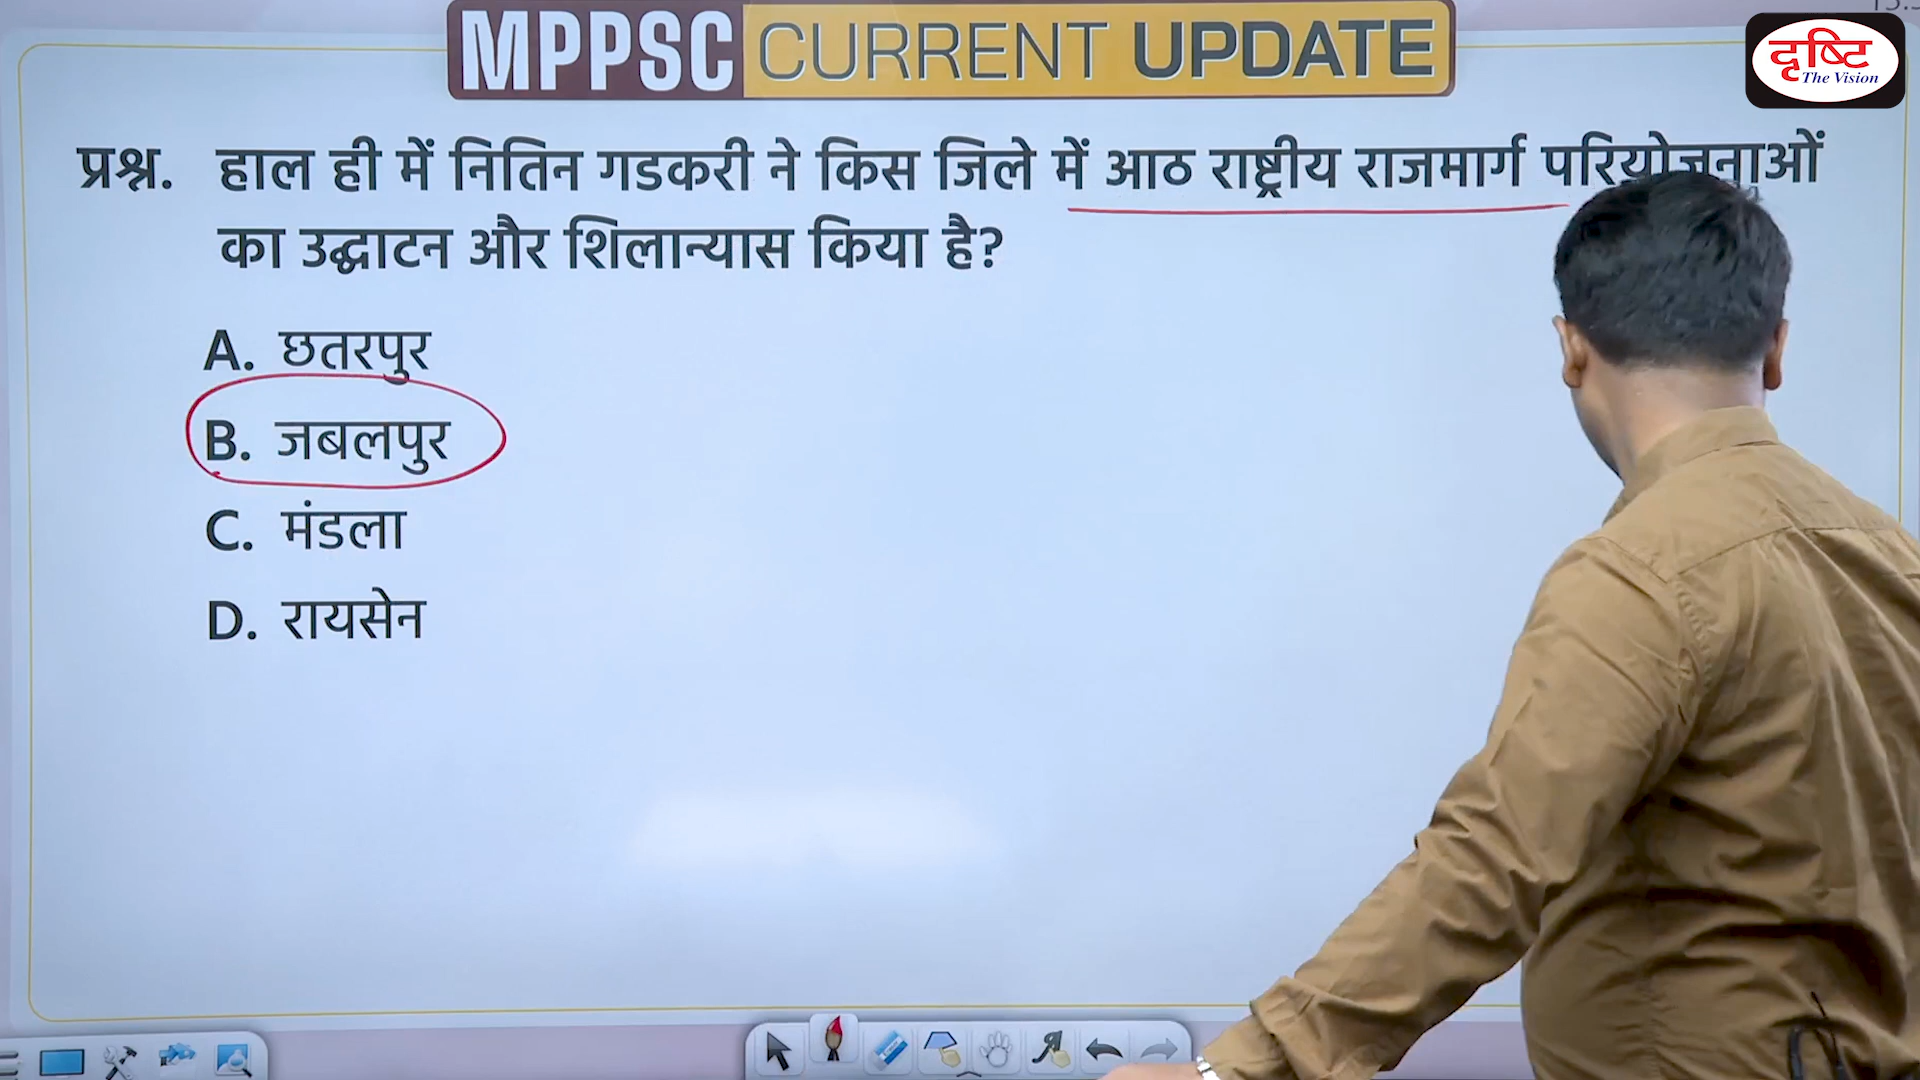 MPPSC CURRENT UPDATE
दृष्टि
The Vision
प्रश्न. हाल ही में नितिन गडकरी ने किस जिले में आठ राष्ट्रीय राजमार्ग परियोजनाओं
का उद्घाटन और शिलान्यास किया है?
A. छतरपुर
B. जबलपुर
C. मंडला
D. रायसेन